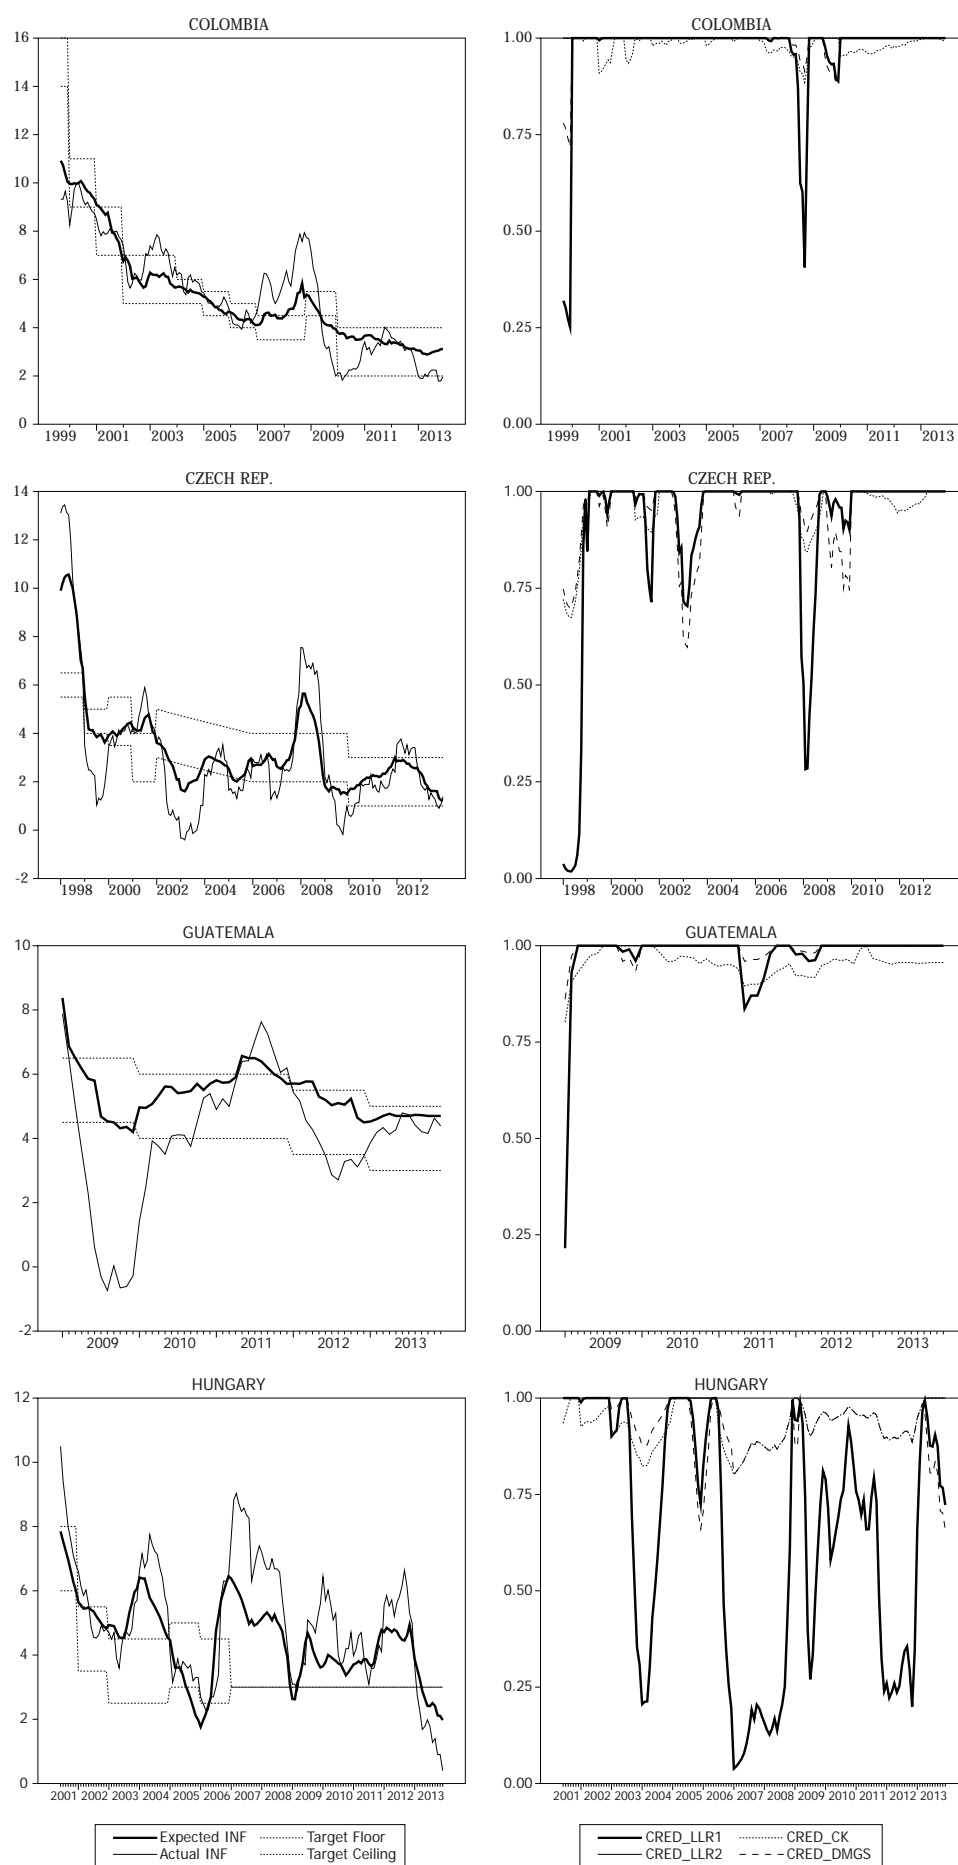 COLOMBIA
16
14
12
10
8
6
4
2
0
1999 2001 2003 2005 2007 2009 2011 2013
COLOMBIA
1.00
0.75
0.50
0.25
0.00
1999 2001 2003 2005 2007 2009 2011 2013
CZECH REP.
14
12
10
8
6
4
2
0
-2
1998 2000 2002 2004 2006 2008 2010 2012
CZECH REP.
1.00
0.75
0.50
0.25
0.00
1998 2000 2002 2004 2006 2008 2010 2012
GUATEMALA
10
8
6
4
2
0
-2
2009 2010 2011 2012 2013
GUATEMALA
1.00
0.75
0.50
0.25
0.00
2009 2010 2011 2012 2013
HUNGARY
12
10
8
6
4
2
0
2001 2002 2003 2004 2005 2006 2007 2008 2009 2010 2011 2012 2013
HUNGARY
1.00
0.75
0.50
0.25
0.00
2001 2002 2003 2004 2005 2006 2007 2008 2009 2010 2011 2012 2013
Expected INF Target Floor
Actual INF Target Ceiling
CRED_LLR1 CRED_CK
CRED_LLR2 CRED_DMGS